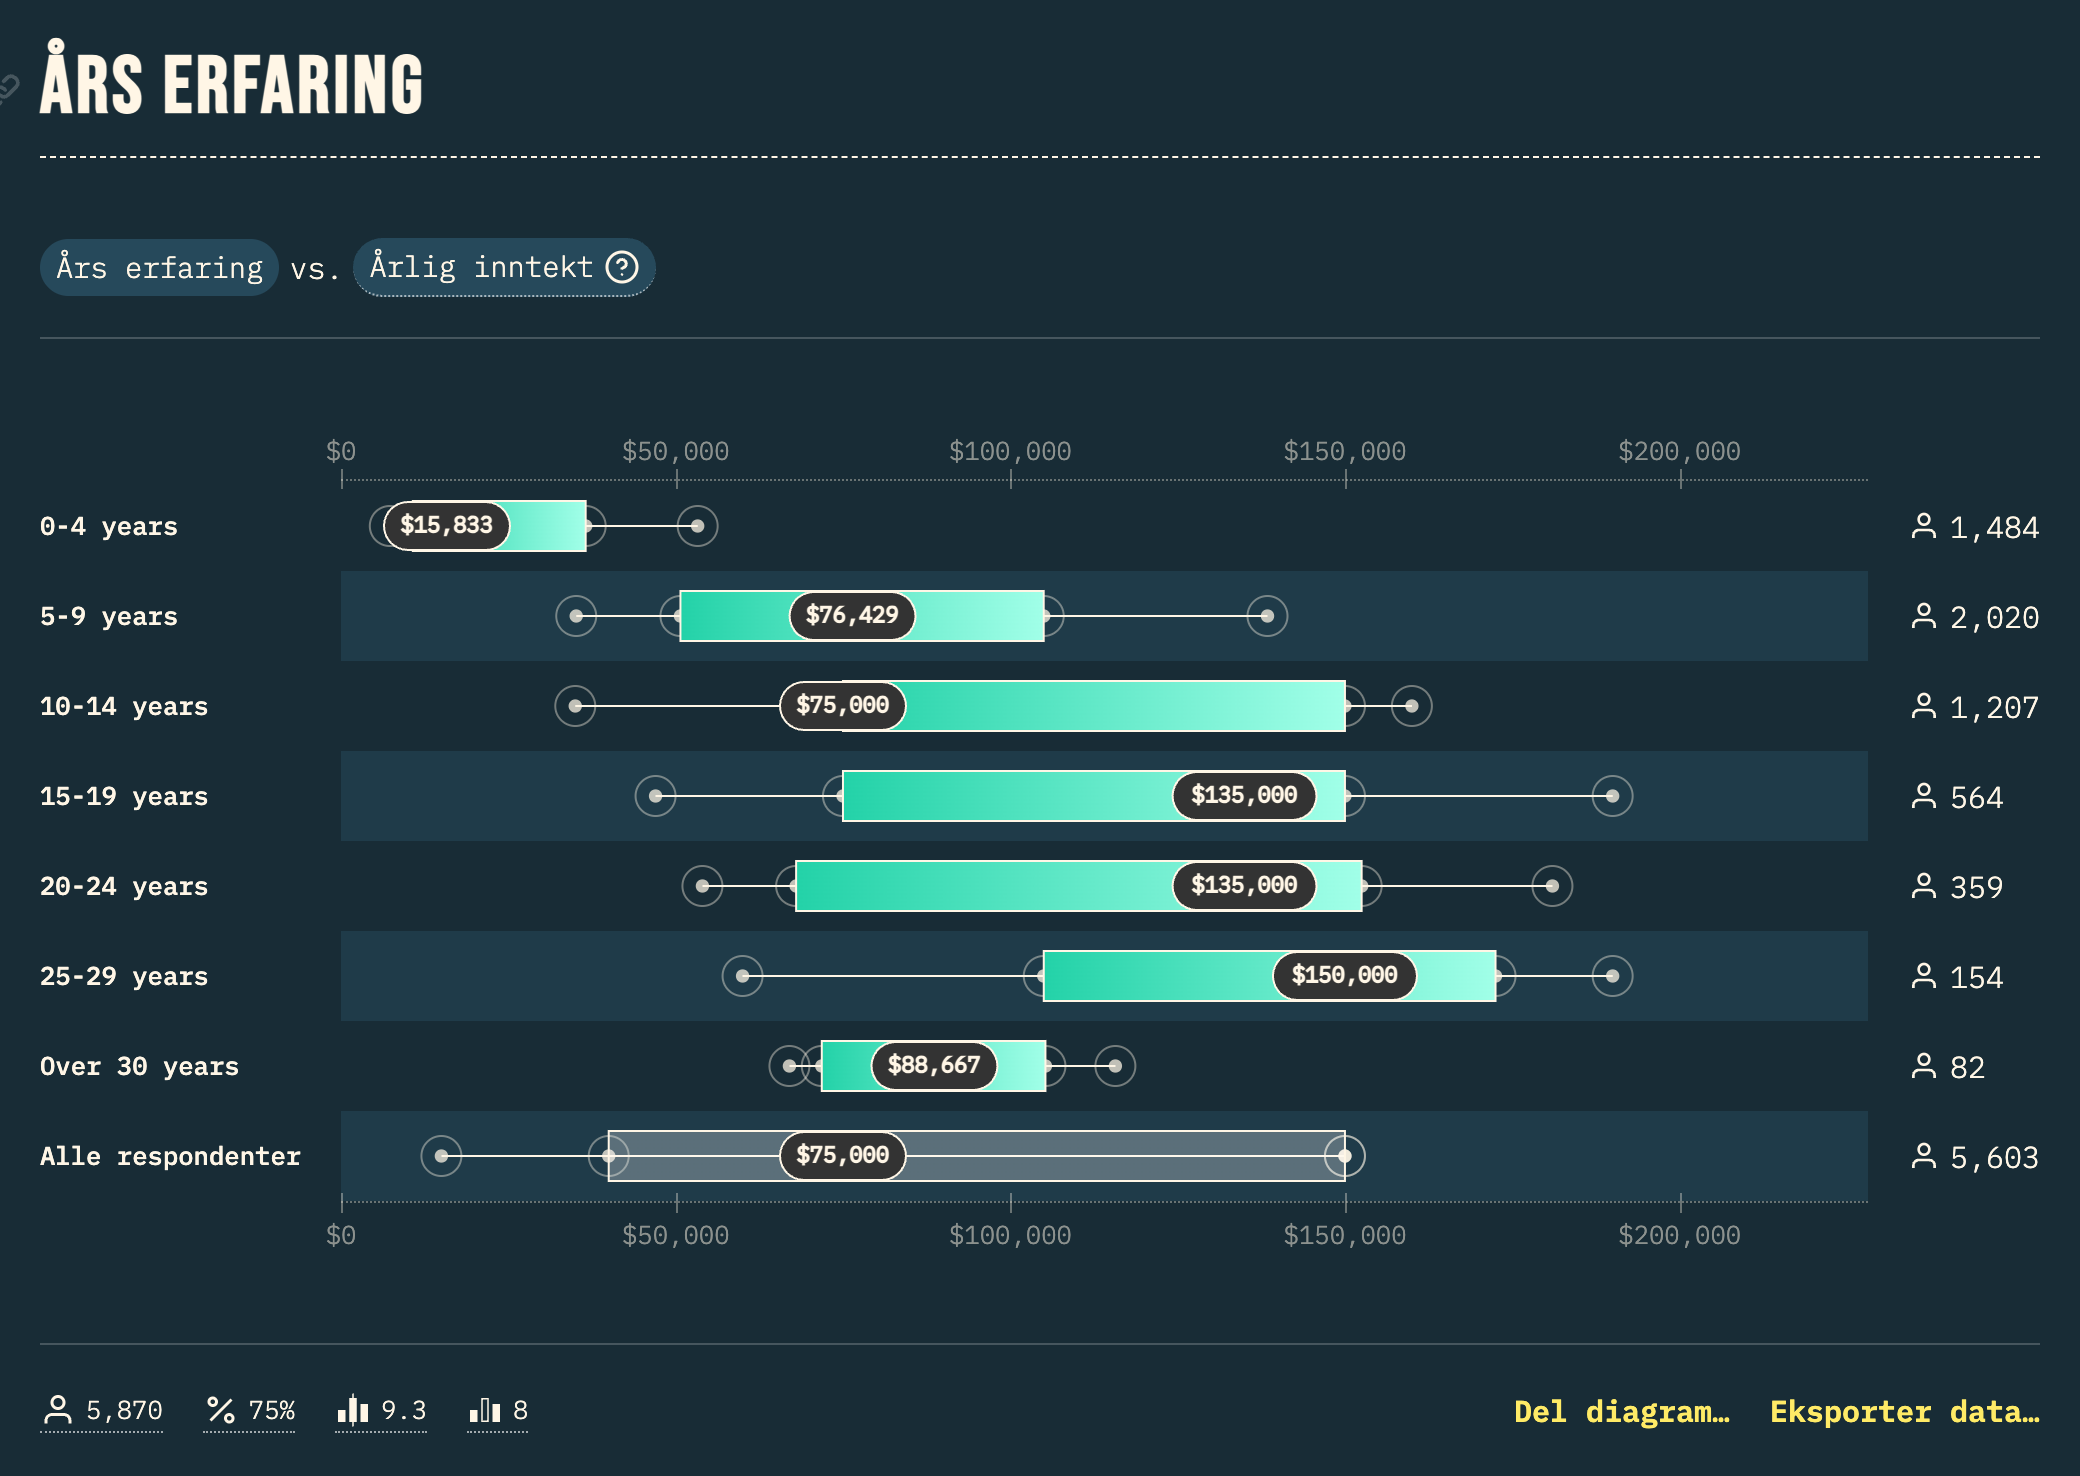 ÅRS ERFARING
Års erfaring vs. Årlig inntekt ?
$0 $50,000 $100,000 $150,000 $200,000
0-4 years $15,833 1,484
5-9 years $76,429 2,020
10-14 years $75,000 1,207
15-19 years $135,000 564
20-24 years $135,000 359
25-29 years $150,000 154
Over 30 years $88,667 82
Alle respondenter $75,000 5,603
$0 $50,000 $100,000 $150,000 $200,000
5,870 % 75% 9.3 8 Del diagram… Eksporter data…